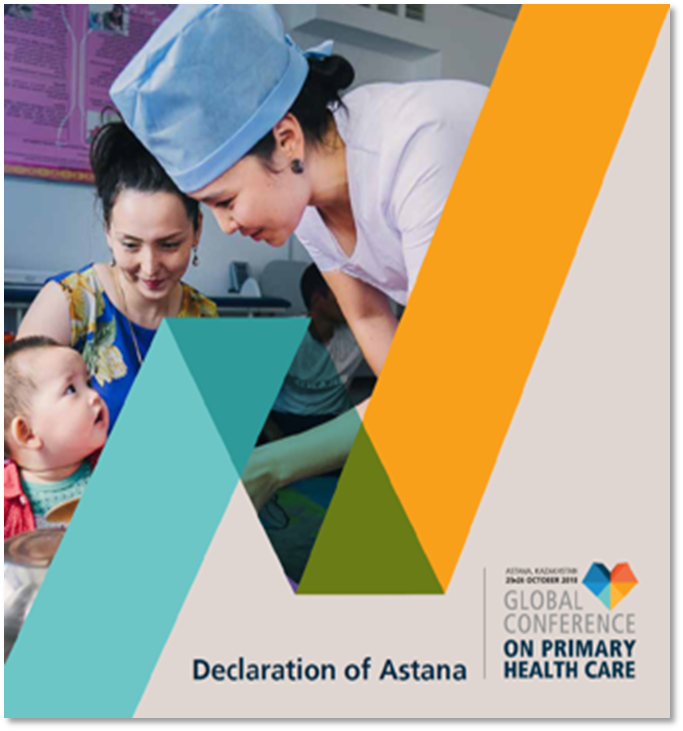 Declaration of Astana
ASTANA, KAZAKHSTAN
25-26 OCTOBER 2018
GLOBAL
CONFERENCE
ON PRIMARY
HEALTH CARE